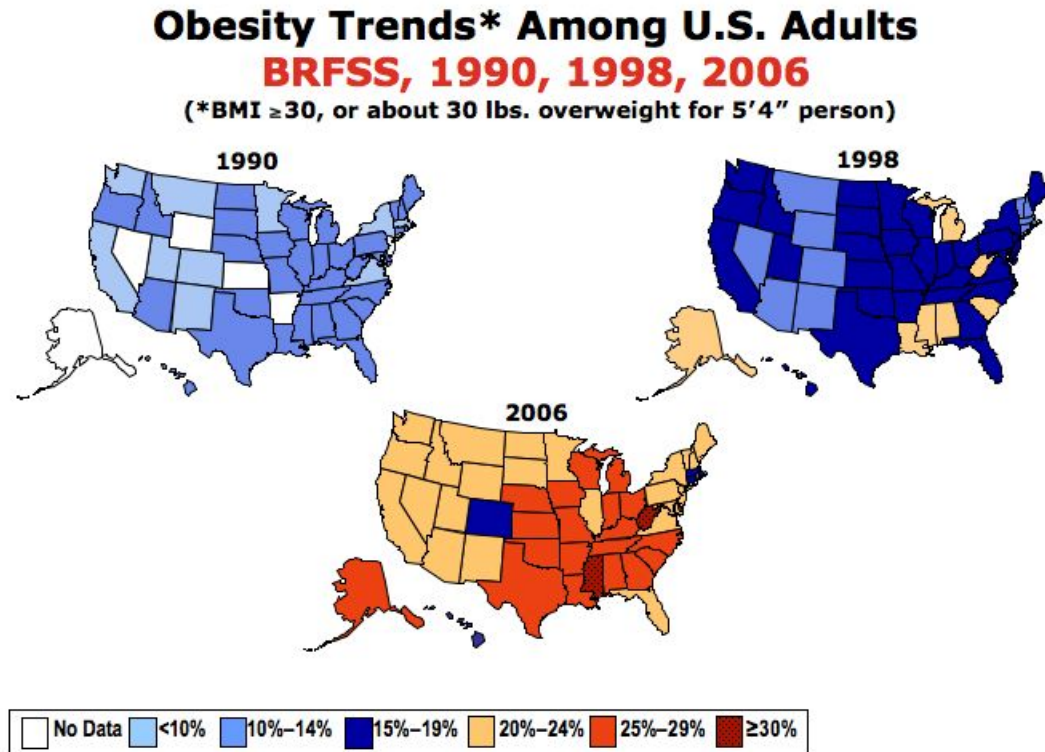 Obesity Trends* Among U.S. Adults
BRFSS, 1990, 1998, 2006
(*BMI ≥30, or about 30 lbs. overweight for 5’4” person)
1990
1998
2006
No Data <10% 10%–14% 15%–19% 20%–24% 25%–29% ≥30%